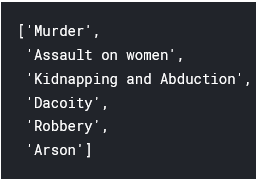 ['Murder',
'Assault on women',
'Kidnapping and Abduction',
'Dacoity',
'Robbery',
'Arson']